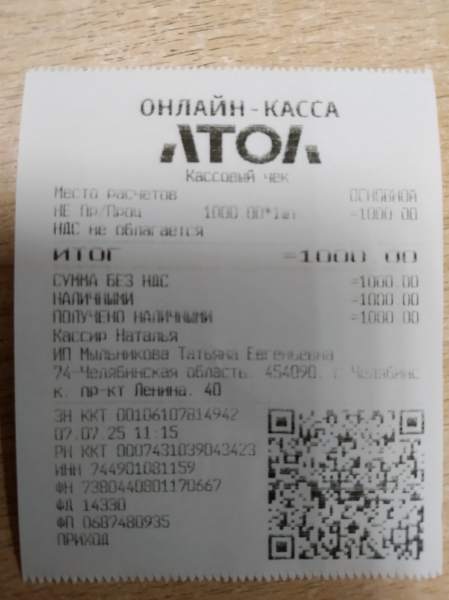 ОНЛАЙН-КАССА
АТОЛ
Кассовый чек
Место расчетов ОСНОВНОЙ
НЕ Пр/Прод 1000.00*1шт =1000.00
НДС не облагается
ИТОГ =1000.00
СУММА БЕЗ НДС =1000.00
НАЛИЧНЫМИ =1000.00
ПОЛУЧЕНО НАЛИЧНЫМИ =1000.00
Кассир Наталья
ИП Мыльникова Татьяна Евгеньевна
74-Челябинская область, 454090, г Челябинс
к, пр-кт Ленина, 40
ЗН ККТ 00106107814942
07.07.25 11:15
РН ККТ 0007431039043423
ИНН 744901081159
ФН 7380440801170667
ФД 14330
ФП 0687480935
ПРИХОД